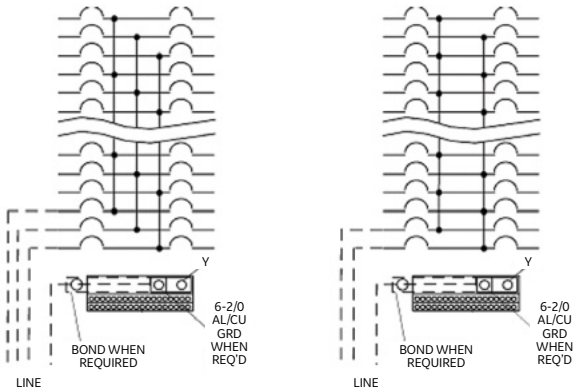 Y
6-2/0
AL/CU
GRD
WHEN
REQ'D
BOND WHEN
REQUIRED
LINE
Y
6-2/0
AL/CU
GRD
WHEN
REQ'D
BOND WHEN
REQUIRED
LINE